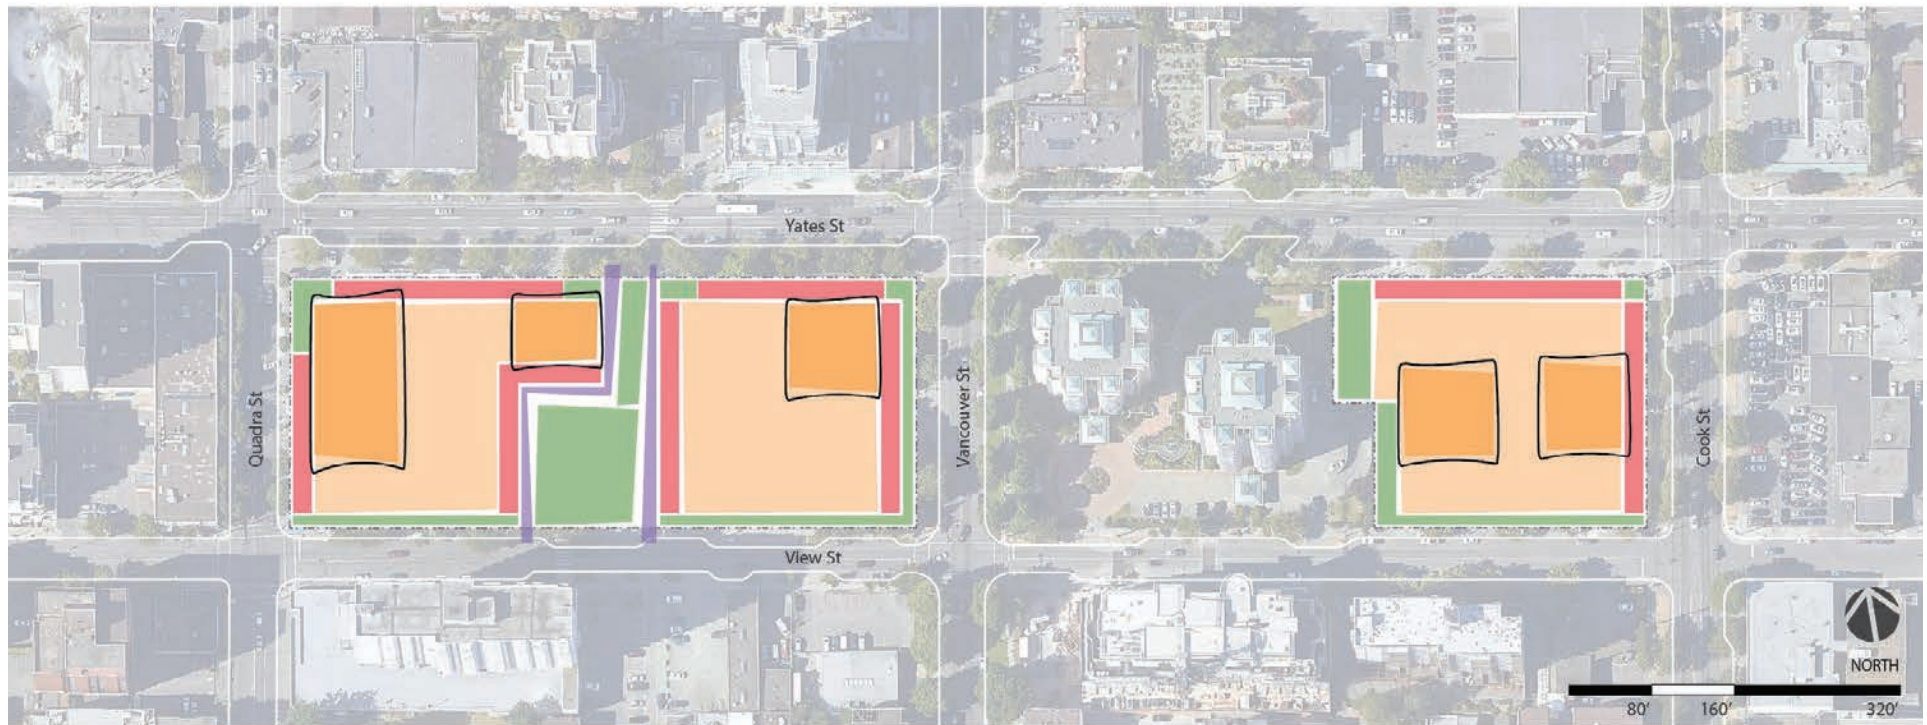 Yates St
Quadra St
Vancouver St
Cook St
View St
NORTH
80'
160'
320'